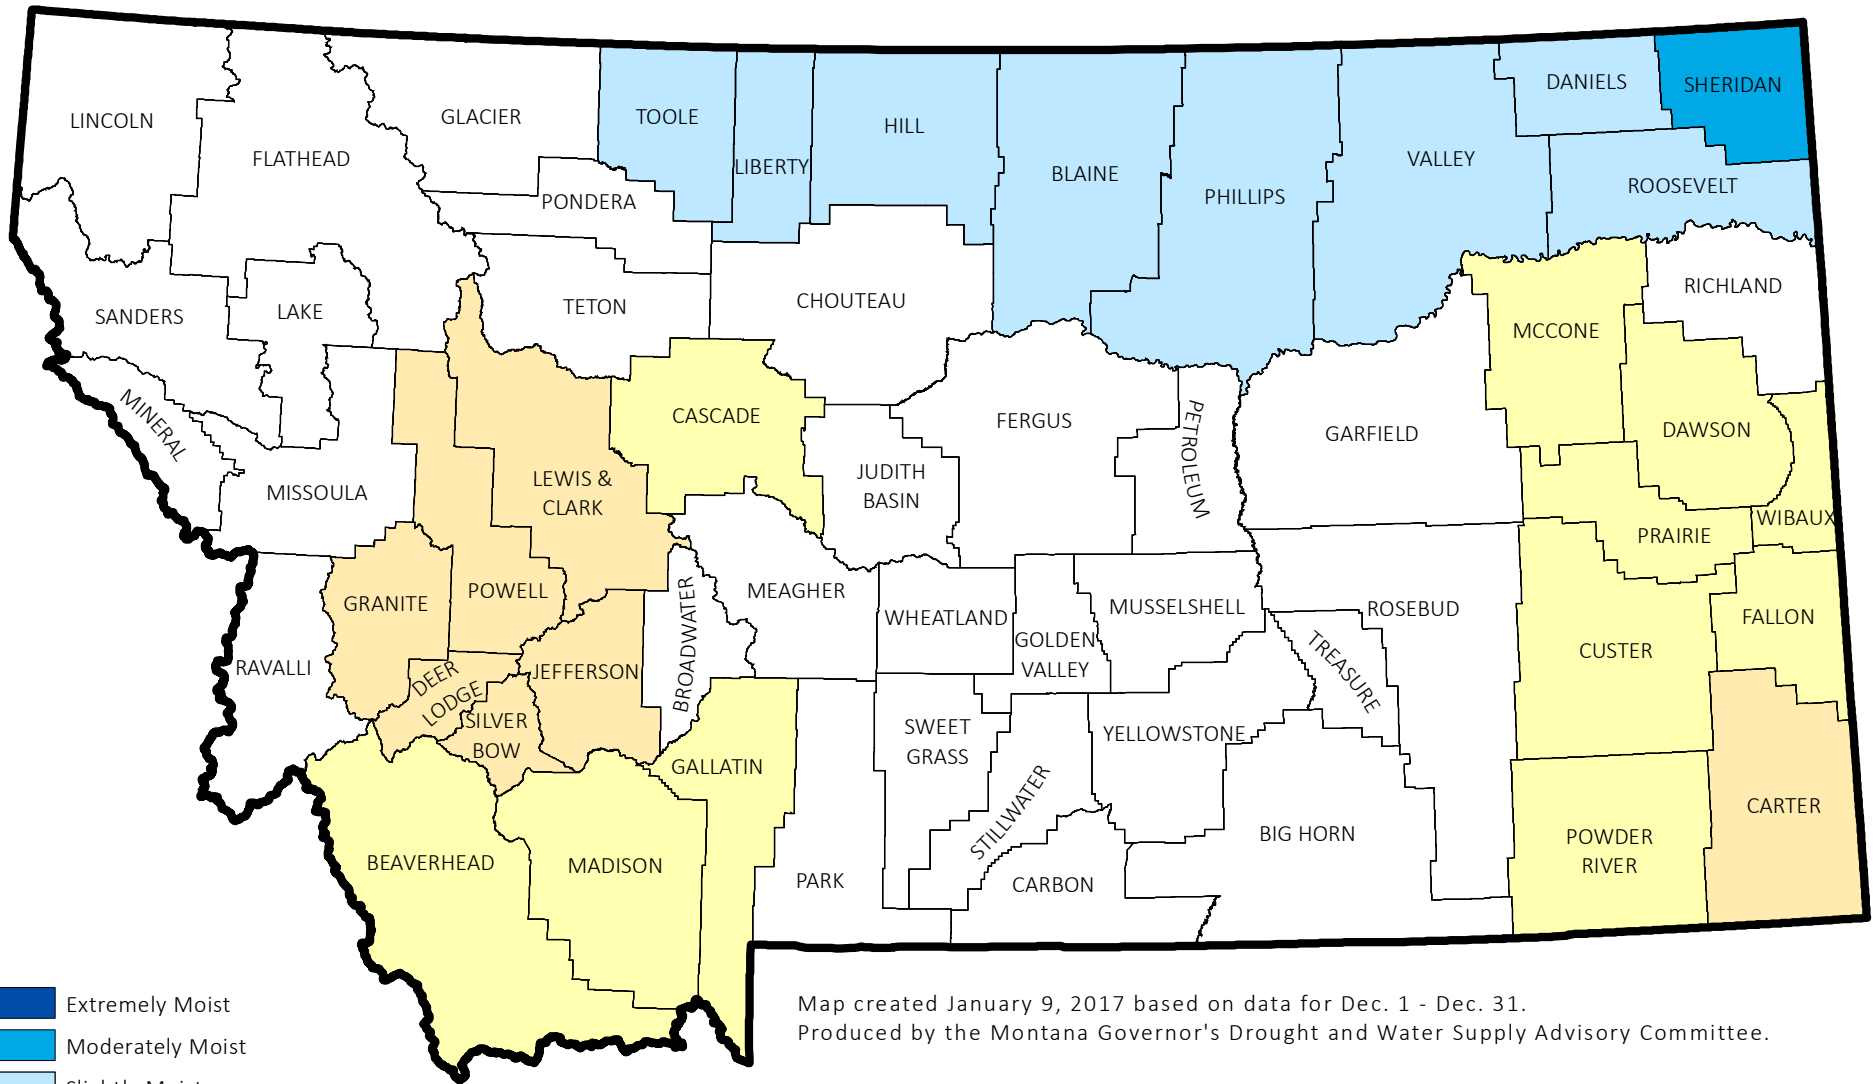 LINCOLN
FLATHEAD
GLACIER
TOOLE
LIBERTY
HILL
BLAINE
PHILLIPS
VALLEY
DANIELS
SHERIDAN
ROOSEVELT
PONDERA
TETON
CHOUTEAU
SANDERS
LAKE
MINERAL
MISSOULA
LEWIS &
CLARK
CASCADE
JUDITH
BASIN
FERGUS
PETROLEUM
GARFIELD
MCCONE
RICHLAND
DAWSON
PRAIRIE
WIBAUX
RAVALLI
GRANITE
POWELL
DEER
LODGE
SILVER
BOW
JEFFERSON
BROADWATER
MEAGHER
WHEATLAND
GOLDEN
VALLEY
MUSSELSHELL
TREASURE
ROSEBUD
CUSTER
FALLON
BEAVERHEAD
MADISON
GALLATIN
PARK
SWEET
GRASS
STILLWATER
YELLOWSTONE
CARBON
BIG HORN
POWDER
RIVER
CARTER
Extremely Moist
Moderately Moist
Slightly Moist
Map created January 9, 2017 based on data for Dec. 1 - Dec. 31.
Produced by the Montana Governor's Drought and Water Supply Advisory Committee.